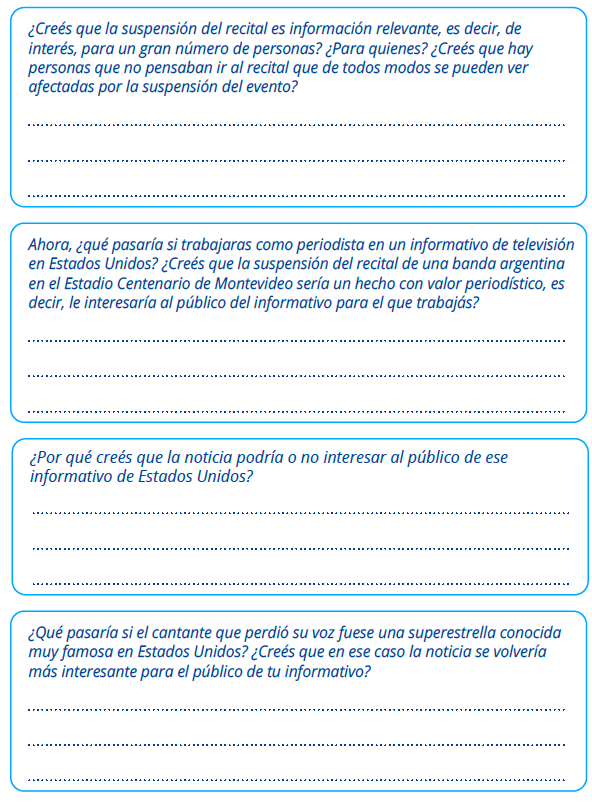 ¿Creés que la suspensión del recital es información relevante, es decir, de
interés, para un gran número de personas? ¿Para quienes? ¿Creés que hay
personas que no pensaban ir al recital que de todos modos se pueden ver
afectadas por la suspensión del evento?
Ahora, ¿qué pasaría si trabajaras como periodista en un informativo de televisión
en Estados Unidos? ¿Creés que la suspensión del recital de una banda argentina
en el Estadio Centenario de Montevideo sería un hecho con valor periodístico, es
decir, le interesaría al público del informativo para el que trabajás?
¿Por qué creés que la noticia podría o no interesar al público de ese
informativo de Estados Unidos?
¿Qué pasaría si el cantante que perdió su voz fuese una superestrella conocida
muy famosa en Estados Unidos? ¿Creés que en ese caso la noticia se volvería
más interesante para el público de tu informativo?